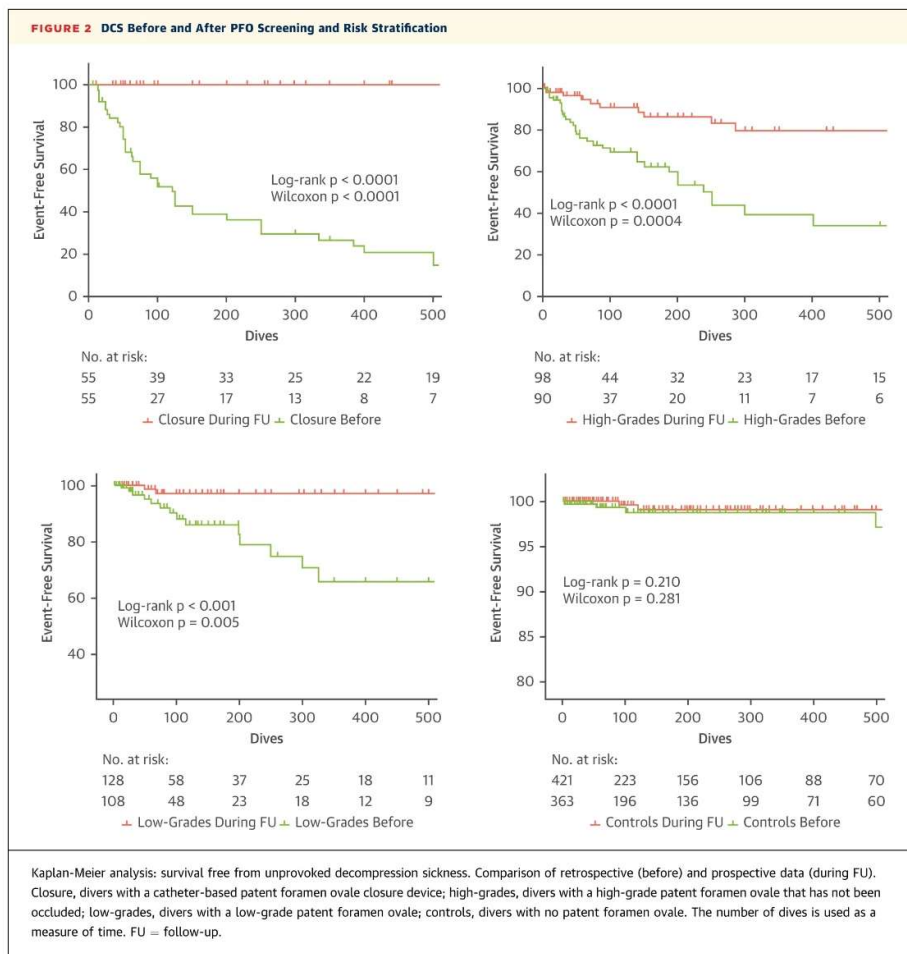 FIGURE 2 DCS Before and After PFO Screening and Risk Stratification
Event-Free Survival
100
80
60
40
20
0
Log-rank p < 0.0001
Wilcoxon p < 0.0001
0 100 200 300 400 500
Dives
No. at risk:
55 39 33 25 22 19
55 27 17 13 8 7
Closure During FU Closure Before
Event-Free Survival
100
80
60
40
20
0
Log-rank p < 0.0001
Wilcoxon p = 0.0004
0 100 200 300 400 500
Dives
No. at risk:
98 44 32 23 17 15
90 37 20 11 7 6
High-Grades During FU High-Grades Before
Event-Free Survival
100
80
60
40
Log-rank p < 0.001
Wilcoxon p = 0.005
0 100 200 300 400 500
Dives
No. at risk:
128 58 37 25 18 11
108 48 23 18 12 9
Low-Grades During FU Low-Grades Before
Event-Free Survival
100
95
90
85
80
Log-rank p = 0.210
Wilcoxon p = 0.281
0 100 200 300 400 500
Dives
No. at risk:
421 223 156 106 88 70
363 196 136 99 71 60
Controls During FU Controls Before
Kaplan-Meier analysis: survival free from unprovoked decompression sickness. Comparison of retrospective (before) and prospective data (during FU).
Closure, divers with a catheter-based patent foramen ovale closure device; high-grades, divers with a high-grade patent foramen ovale that has not been
occluded; low-grades, divers with a low-grade patent foramen ovale; controls, divers with no patent foramen ovale. The number of dives is used as a
measure of time. FU = follow-up.